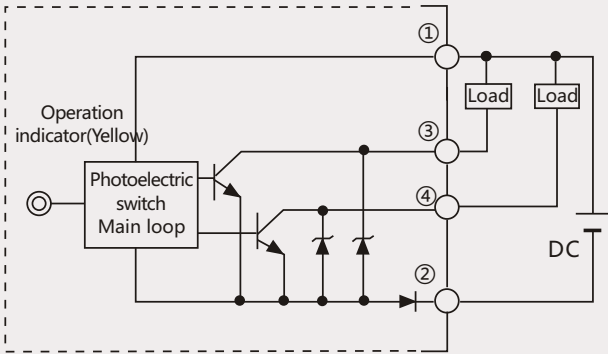 ①
Load
Load
Operation
indicator(Yellow)
③
Photoelectric
switch
Main loop
④
DC
②